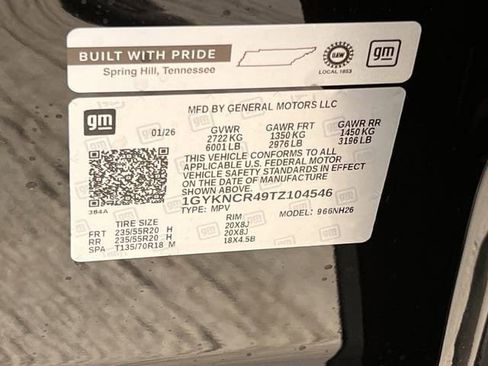 BUILT WITH PRIDE
Spring Hill, Tennessee
UAW
LOCAL 1853
gm
gm
MFD BY GENERAL MOTORS LLC
01/26
GVWR GAWR FRT GAWR RR
2722 KG 1350 KG 1450 KG
6001 LB 2976 LB 3196 LB
THIS VEHICLE CONFORMS TO ALL
APPLICABLE U.S. FEDERAL MOTOR
VEHICLE SAFETY STANDARDS IN EFFECT
ON THE DATE OF MANUFACTURE
SHOWN ABOVE.
1GYKNCR49TZ104546
TYPE: MPV MODEL: 966NH26
384A
TIRE SIZE RIM
FRT 235/55R20 H 20X8J
RR 235/55R20 H 20X8J
SPA T135/70R18 M 18X4.5B